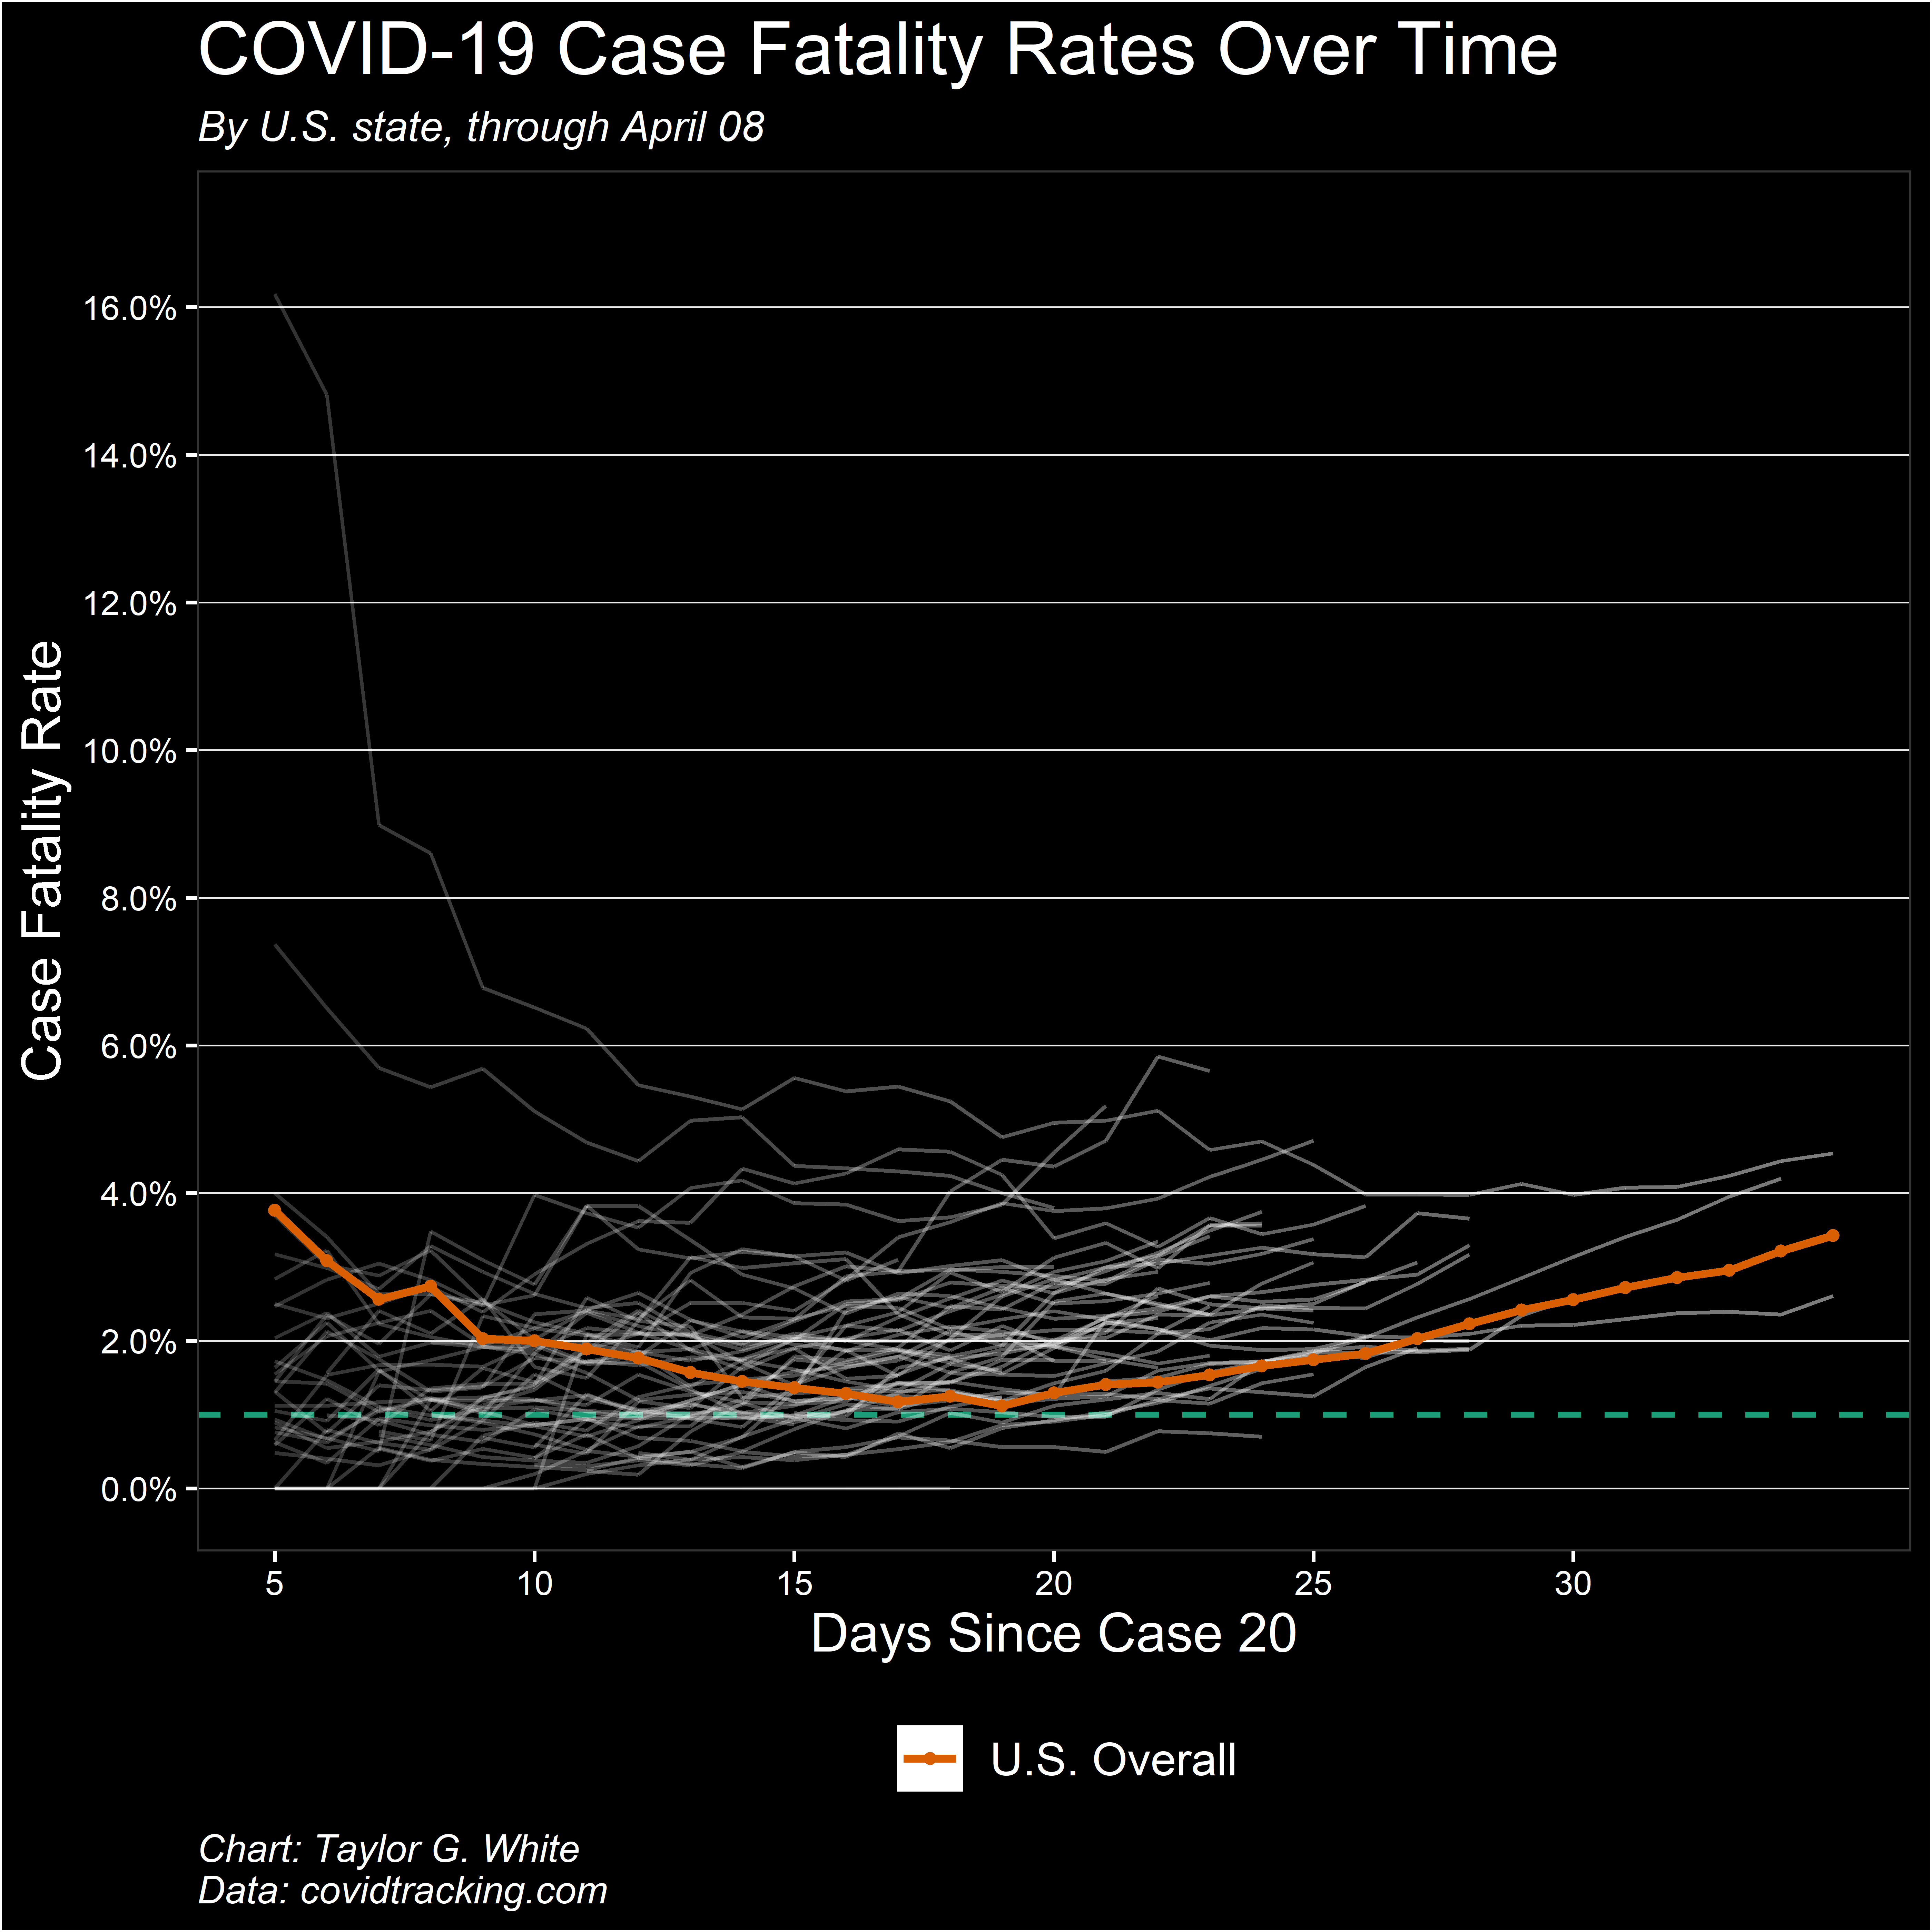 COVID-19 Case Fatality Rates Over Time
By U.S. state, through April 08
Case Fatality Rate
16.0%
14.0%
12.0%
10.0%
8.0%
6.0%
4.0%
2.0%
0.0%
5 10 15 20 25 30
Days Since Case 20
U.S. Overall
Chart: Taylor G. White
Data: covidtracking.com